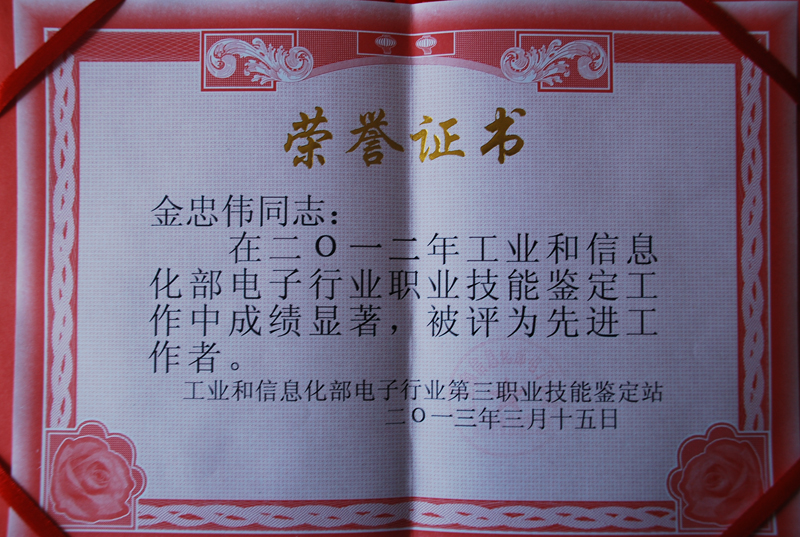 荣誉证书
金忠伟同志：
在二О一二年工业和信息
化部电子行业职业技能鉴定工
作中成绩显著，被评为先进工
作者。
工业和信息化部电子行业第三职业技能鉴定站
二О一三年三月十五日